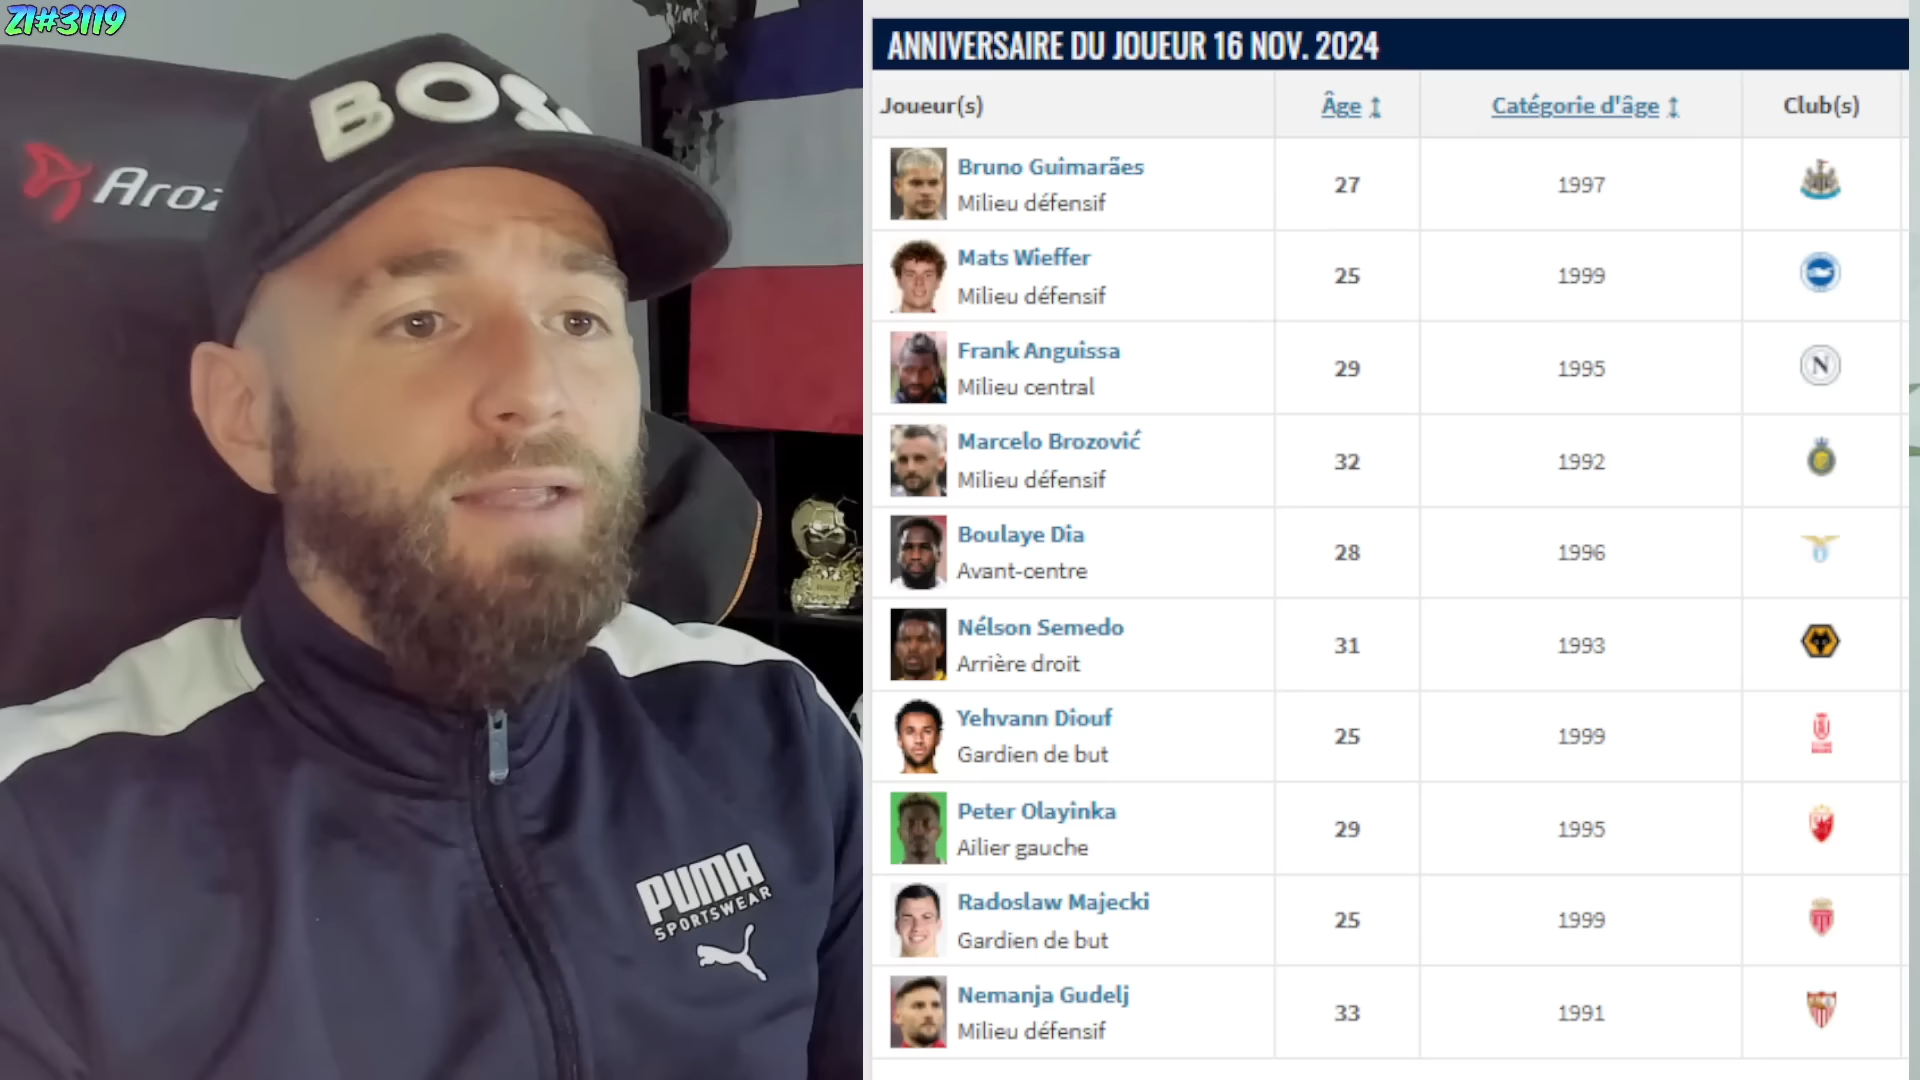 ZI#3119
BOSS
Aroz
PUMA
SPORTSWEAR
ANNIVERSAIRE DU JOUEUR 16 NOV. 2024
Joueur(s) Âge Catégorie d'âge Club(s)
Bruno Guimarães
Milieu défensif
27 1997
Mats Wieffer
Milieu défensif
25 1999
Frank Anguissa
Milieu central
29 1995
N
Marcelo Brozović
Milieu défensif
32 1992
Boulaye Dia
Avant-centre
28 1996
Nélson Semedo
Arrière droit
31 1993
Yehvann Diouf
Gardien de but
25 1999
Peter Olayinka
Ailier gauche
29 1995
Radoslaw Majecki
Gardien de but
25 1999
Nemanja Gudelj
Milieu défensif
33 1991